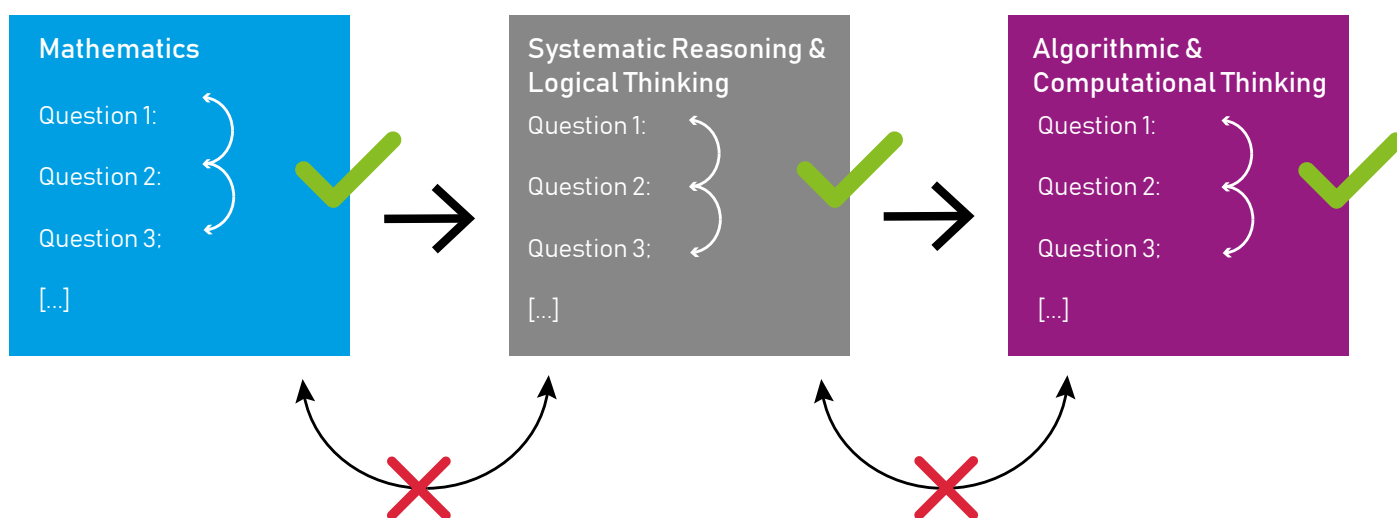 Mathematics
Question 1:
Question 2:
Question 3;
[...]
Systematic Reasoning &
Logical Thinking
Question 1:
Question 2:
Question 3;
[...]
Algorithmic &
Computational Thinking
Question 1:
Question 2:
Question 3;
[...]